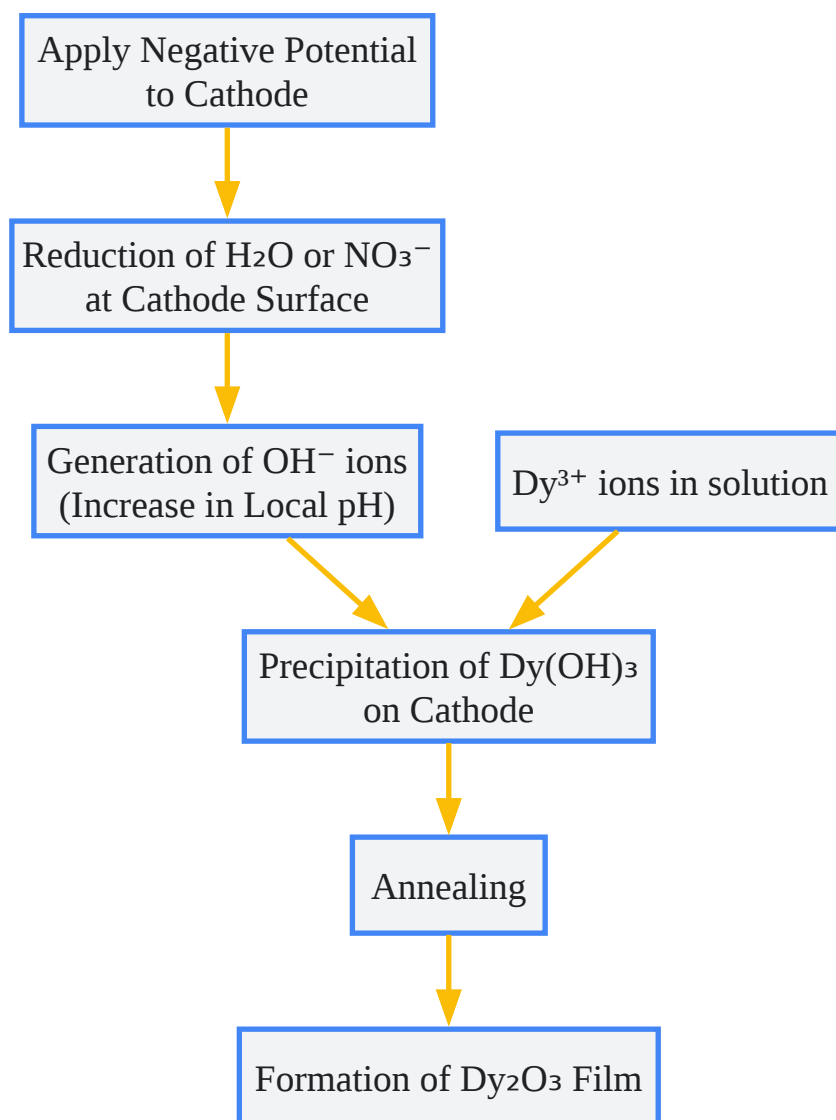 Apply Negative Potential
to Cathode
Reduction of H₂O or NO₃⁻
at Cathode Surface
Generation of OH⁻ ions
(Increase in Local pH)
Dy³⁺ ions in solution
Precipitation of Dy(OH)₃
on Cathode
Annealing
Formation of Dy₂O₃ Film